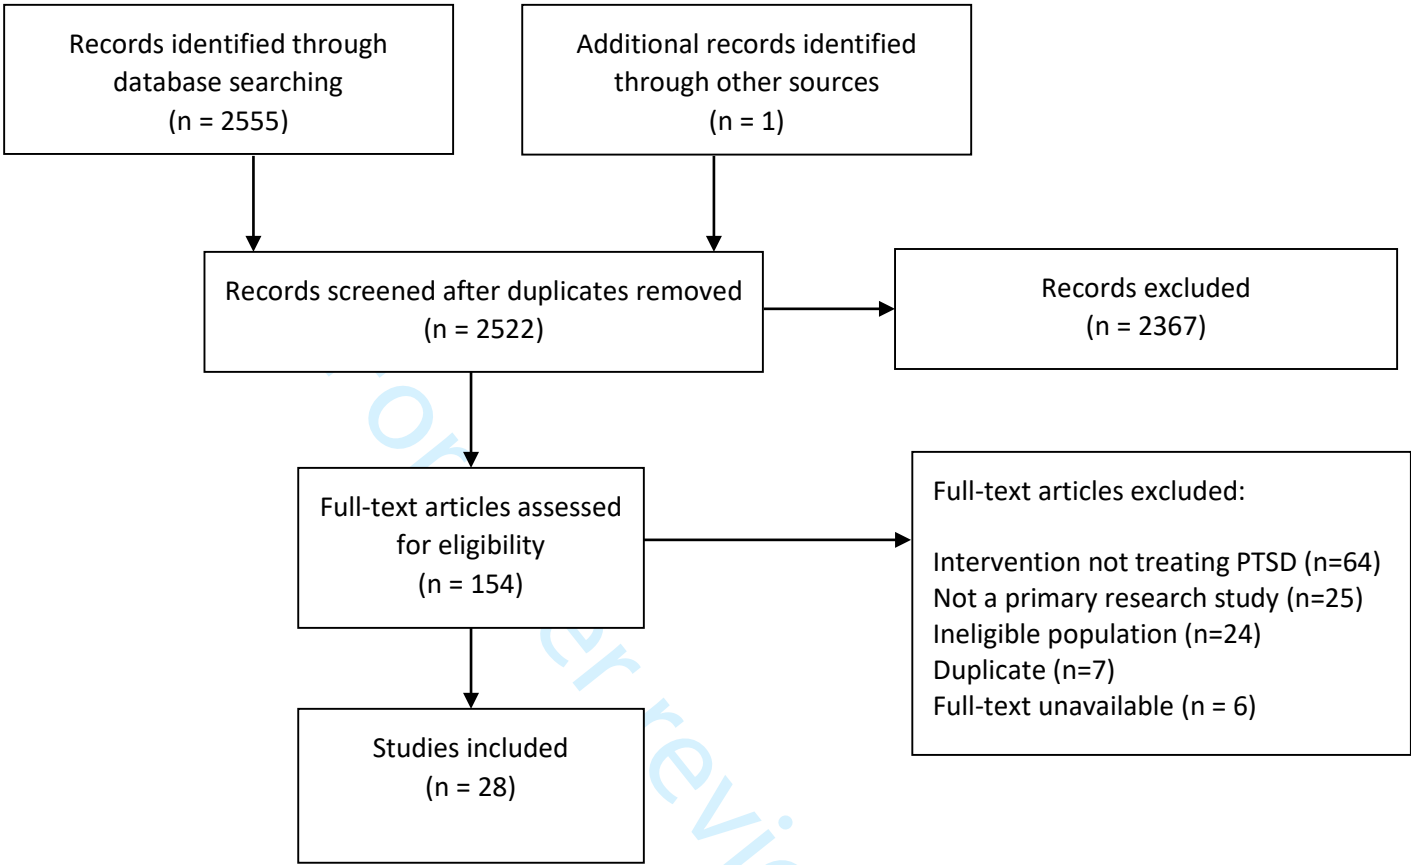 Records identified through
database searching
(n = 2555)
Additional records identified
through other sources
(n = 1)
Records screened after duplicates removed
(n = 2522)
Records excluded
(n = 2367)
Full-text articles assessed
for eligibility
(n = 154)
Full-text articles excluded:
Intervention not treating PTSD (n=64)
Not a primary research study (n=25)
Ineligible population (n=24)
Duplicate (n=7)
Full-text unavailable (n = 6)
Studies included
(n = 28)